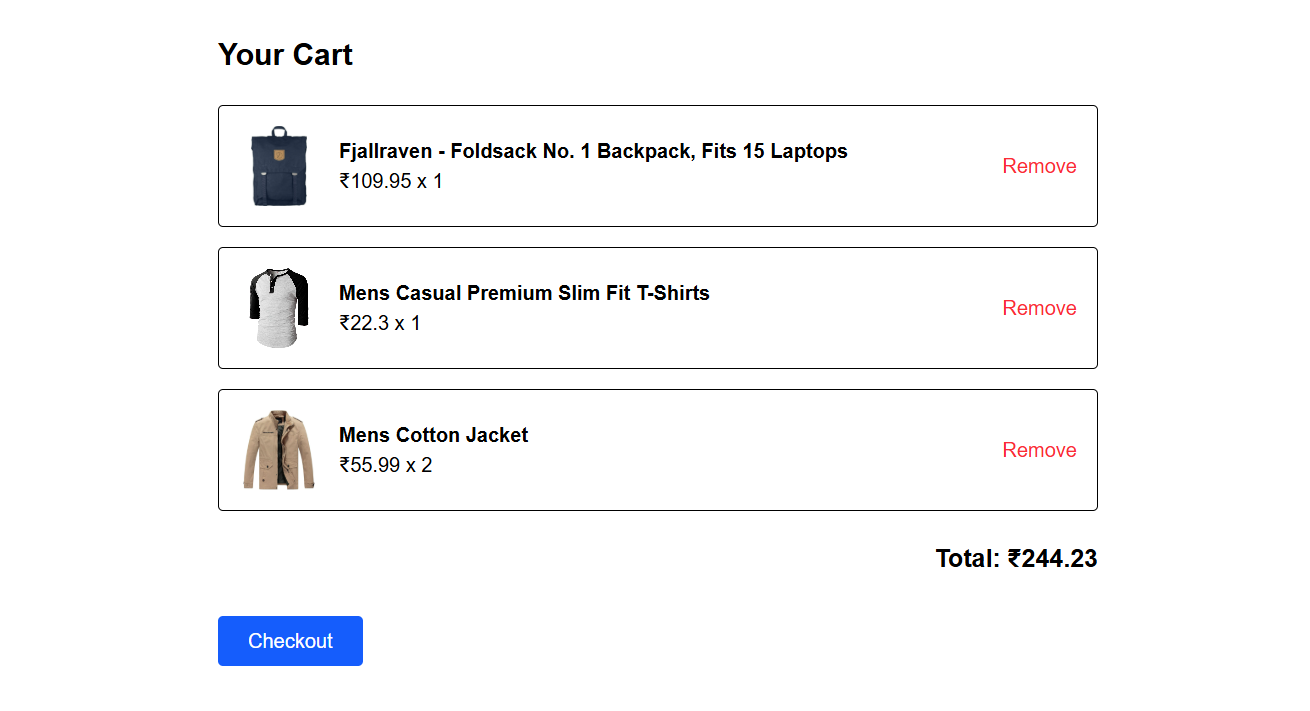 Your Cart
Fjallraven - Foldsack No. 1 Backpack, Fits 15 Laptops
₹109.95 x 1
Remove
Mens Casual Premium Slim Fit T-Shirts
₹22.3 x 1
Remove
Mens Cotton Jacket
₹55.99 x 2
Remove
Total: ₹244.23
Checkout